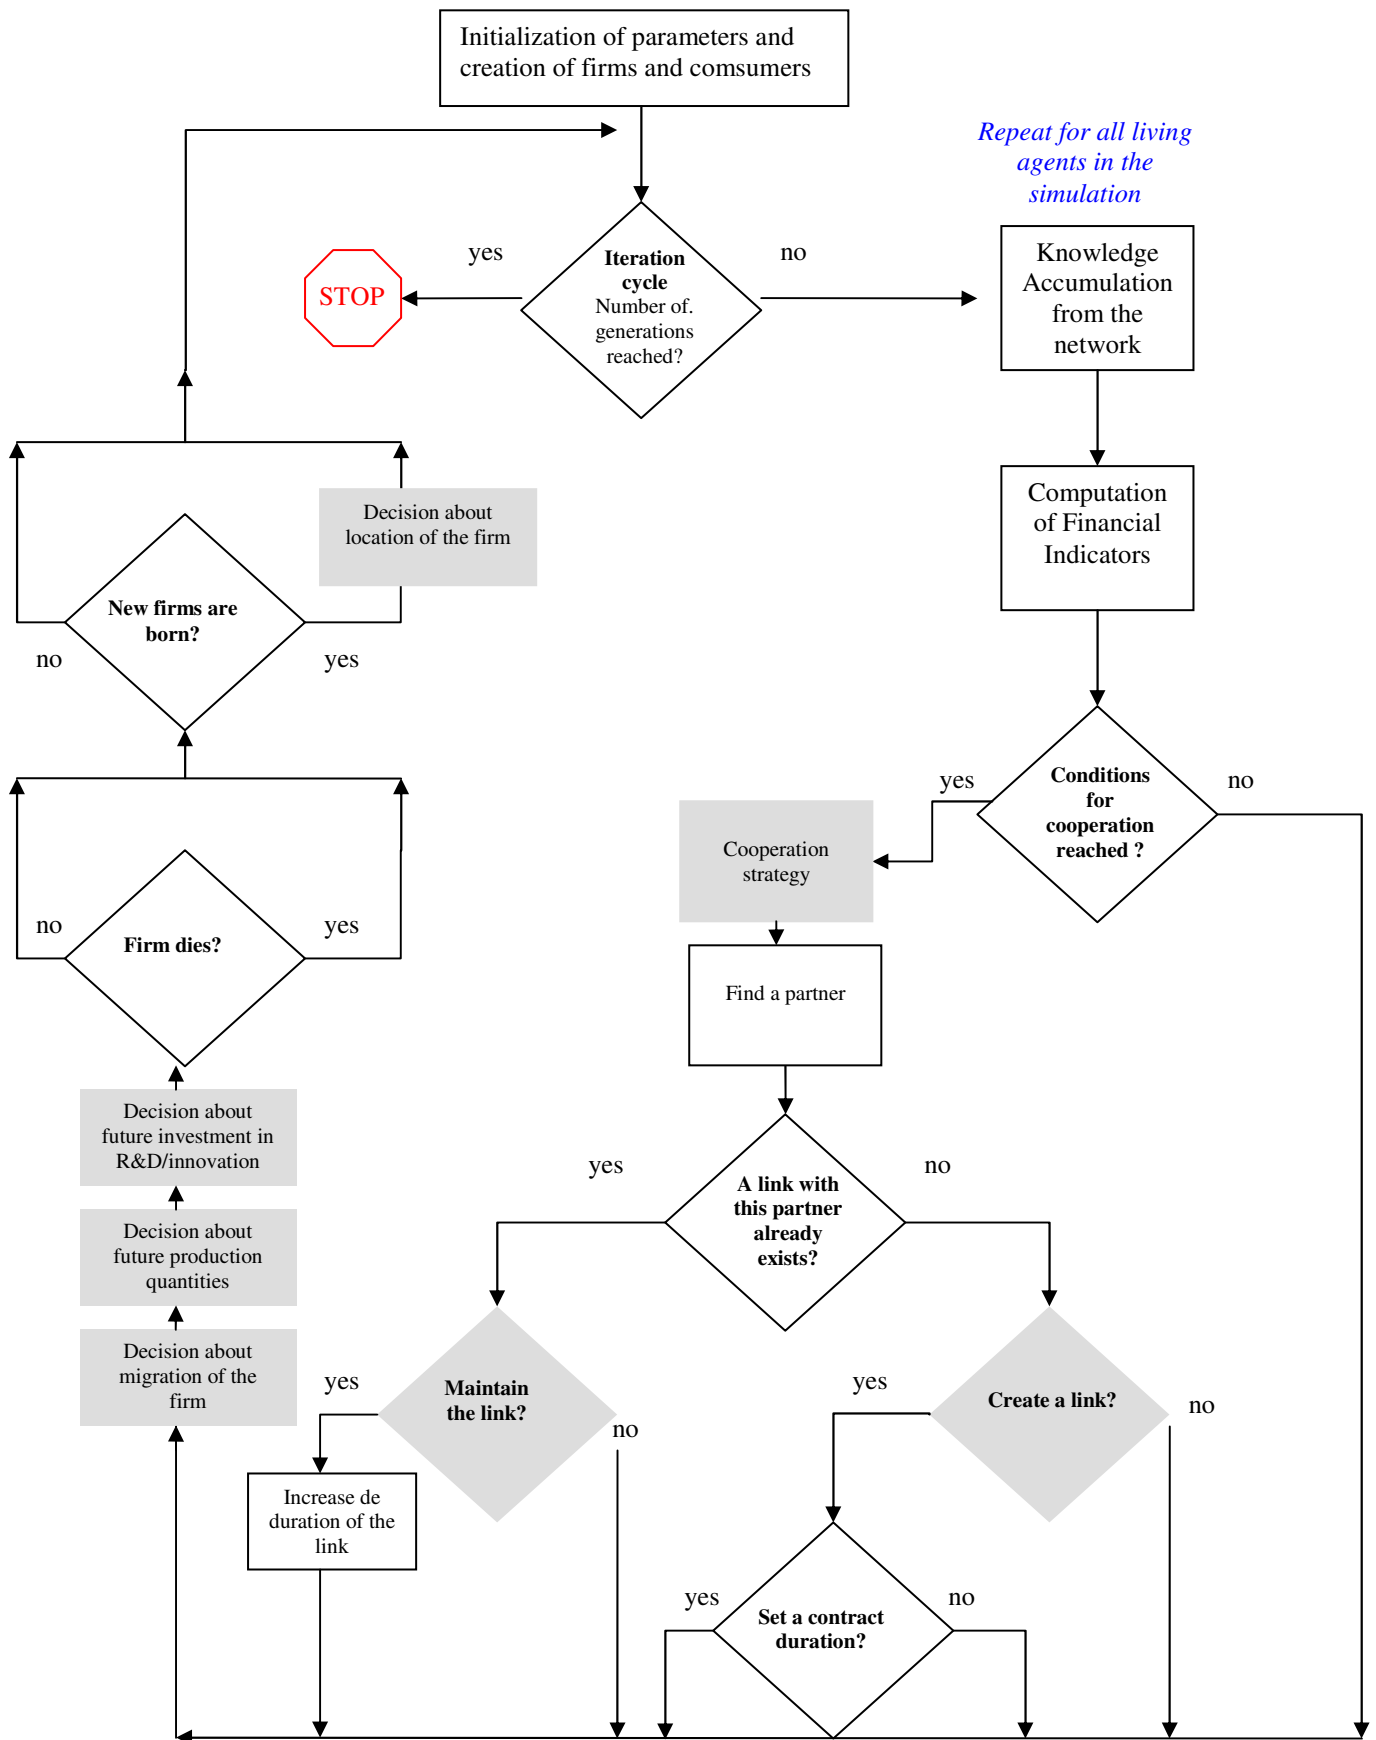 Initialization of parameters and
creation of firms and comsumers
Repeat for all living
agents in the
simulation
yes
no
STOP
Iteration
cycle
Number of.
generations
reached?
Knowledge
Accumulation
from the
network
Computation
of Financial
Indicators
Decision about
location of the firm
New firms are
born?
no
yes
Conditions
for
cooperation
reached ?
yes
no
Cooperation
strategy
Find a partner
Firm dies?
no
yes
Decision about
future investment in
R&D/innovation
Decision about
future production
quantities
Decision about
migration of the
firm
A link with
this partner
already
exists?
yes
no
Maintain
the link?
yes
no
Create a link?
yes
no
Increase de
duration of the
link
Set a contract
duration?
yes
no